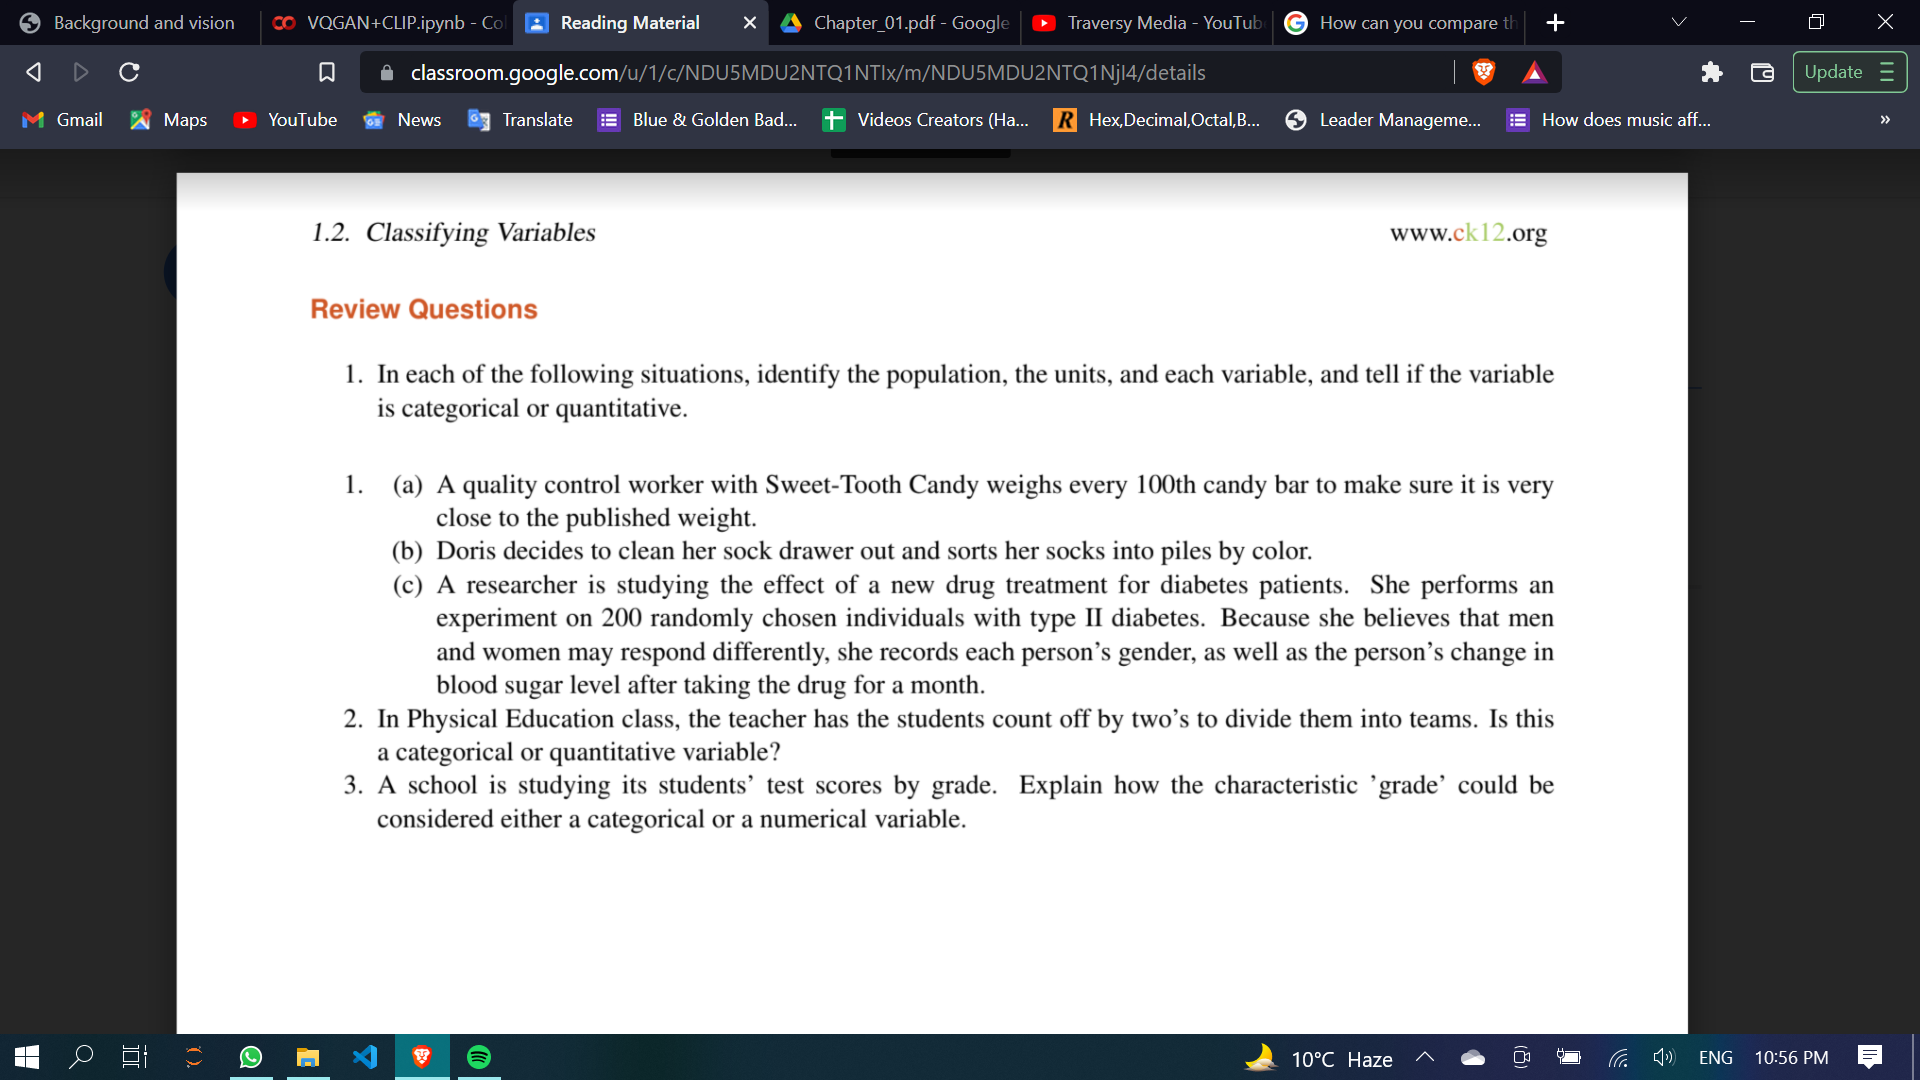 Background and vision
VQGAN+CLIP.ipynb - Co
Reading Material
Chapter_01.pdf - Google
Traversy Media - YouTub
How can you compare th
classroom.google.com/u/1/c/NDU5MDU2NTQ1NTIx/m/NDU5MDU2NTQ1NjI4/details
Update
Gmail
Maps
YouTube
News
Translate
Blue & Golden Bad...
Videos Creators (Ha...
Hex,Decimal,Octal,B...
Leader Manageme...
How does music aff...
»
1.2. Classifying Variables
www.ck12.org
Review Questions
1. In each of the following situations, identify the population, the units, and each variable, and tell if the variable
is categorical or quantitative.
1. (a) A quality control worker with Sweet-Tooth Candy weighs every 100th candy bar to make sure it is very
close to the published weight.
(b) Doris decides to clean her sock drawer out and sorts her socks into piles by color.
(c) A researcher is studying the effect of a new drug treatment for diabetes patients. She performs an
experiment on 200 randomly chosen individuals with type II diabetes. Because she believes that men
and women may respond differently, she records each person’s gender, as well as the person’s change in
blood sugar level after taking the drug for a month.
2. In Physical Education class, the teacher has the students count off by two’s to divide them into teams. Is this
a categorical or quantitative variable?
3. A school is studying its students’ test scores by grade. Explain how the characteristic ’grade’ could be
considered either a categorical or a numerical variable.
10°C Haze
ENG
10:56 PM